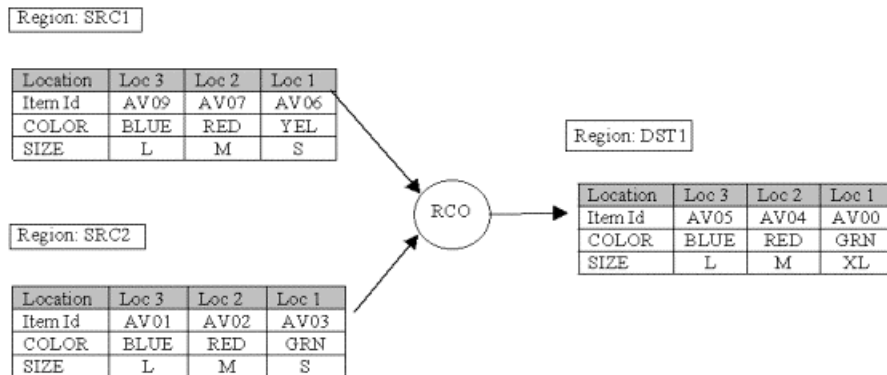 Region: SRC1
Location Loc 3 Loc 2 Loc 1
Item Id AV09 AV07 AV06
COLOR BLUE RED YEL
SIZE L M S
Region: SRC2
Location Loc 3 Loc 2 Loc 1
Item Id AV01 AV02 AV03
COLOR BLUE RED GRN
SIZE L M S
RCO
Region: DST1
Location Loc 3 Loc 2 Loc 1
Item Id AV05 AV04 AV00
COLOR BLUE RED GRN
SIZE L M XL